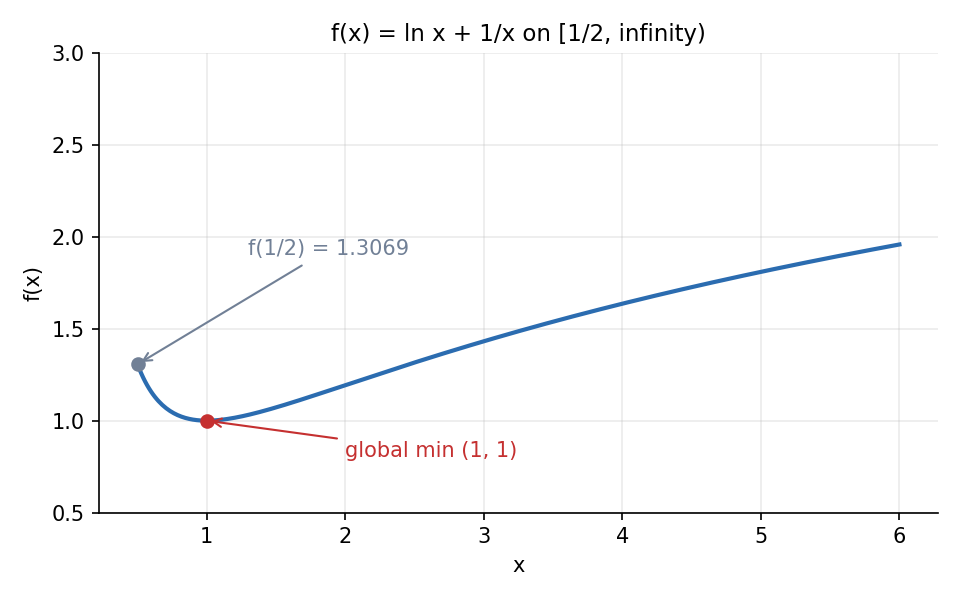 f(x) = ln x + 1/x on [1/2, infinity)
3.0
2.5
2.0
1.5
1.0
0.5
f(x)
f(1/2) = 1.3069
global min (1, 1)
1 2 3 4 5 6
x